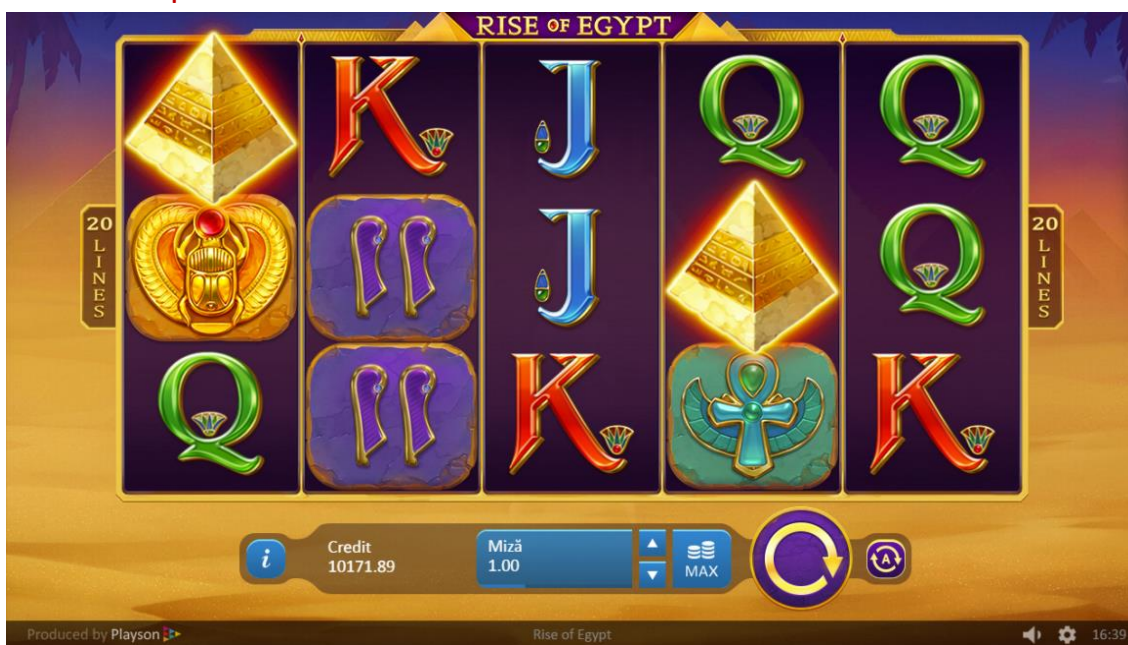 RISE OF EGYPT
K
J
Q
Q
20
LINES
J
Q
20
LINES
Q
K
K
i
Credit
10171.89
Miză
1.00
MAX
A
Produced by Playson
Rise of Egypt
16:39